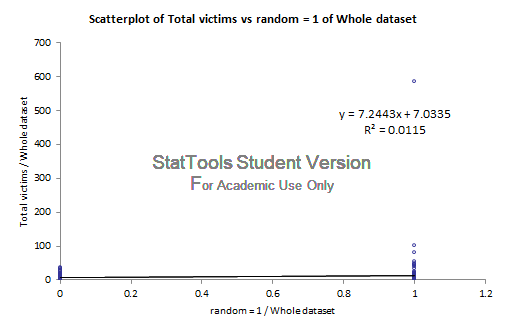 Scatterplot of Total victims vs random = 1 of Whole dataset
700
600
500
400
300
200
100
0
Total victims / Whole dataset
y = 7.2443x + 7.0335
R² = 0.0115
StatTools Student Version
For Academic Use Only
0 0.2 0.4 0.6 0.8 1 1.2
random = 1 / Whole dataset